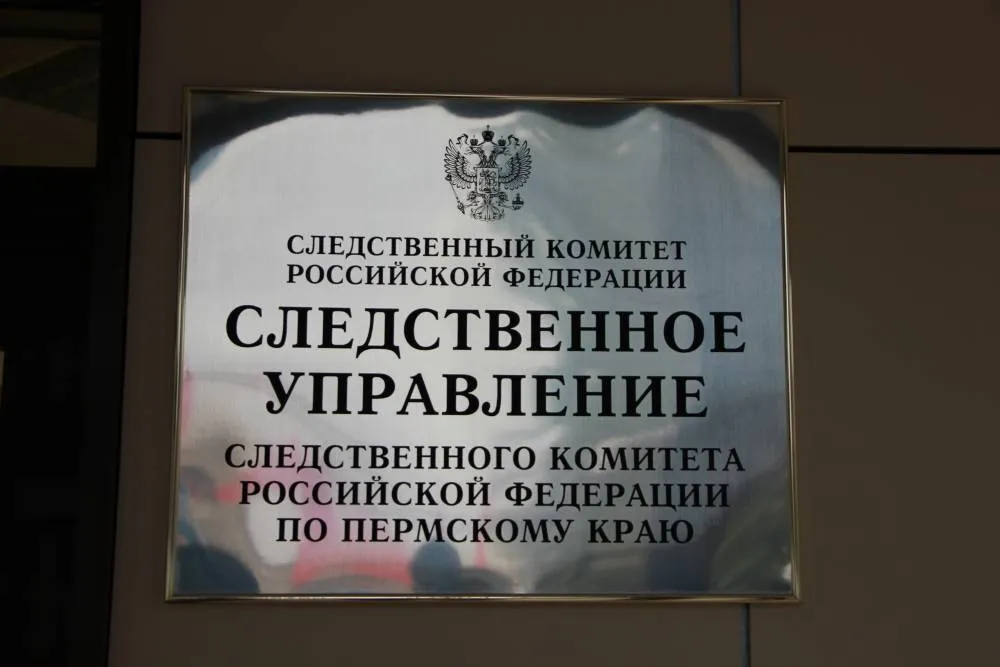 СЛЕДСТВЕННЫЙ КОМИТЕТ
РОССИЙСКОЙ ФЕДЕРАЦИИ
СЛЕДСТВЕННОЕ
УПРАВЛЕНИЕ
СЛЕДСТВЕННОГО КОМИТЕТА
РОССИЙСКОЙ ФЕДЕРАЦИИ
ПО ПЕРМСКОМУ КРАЮ